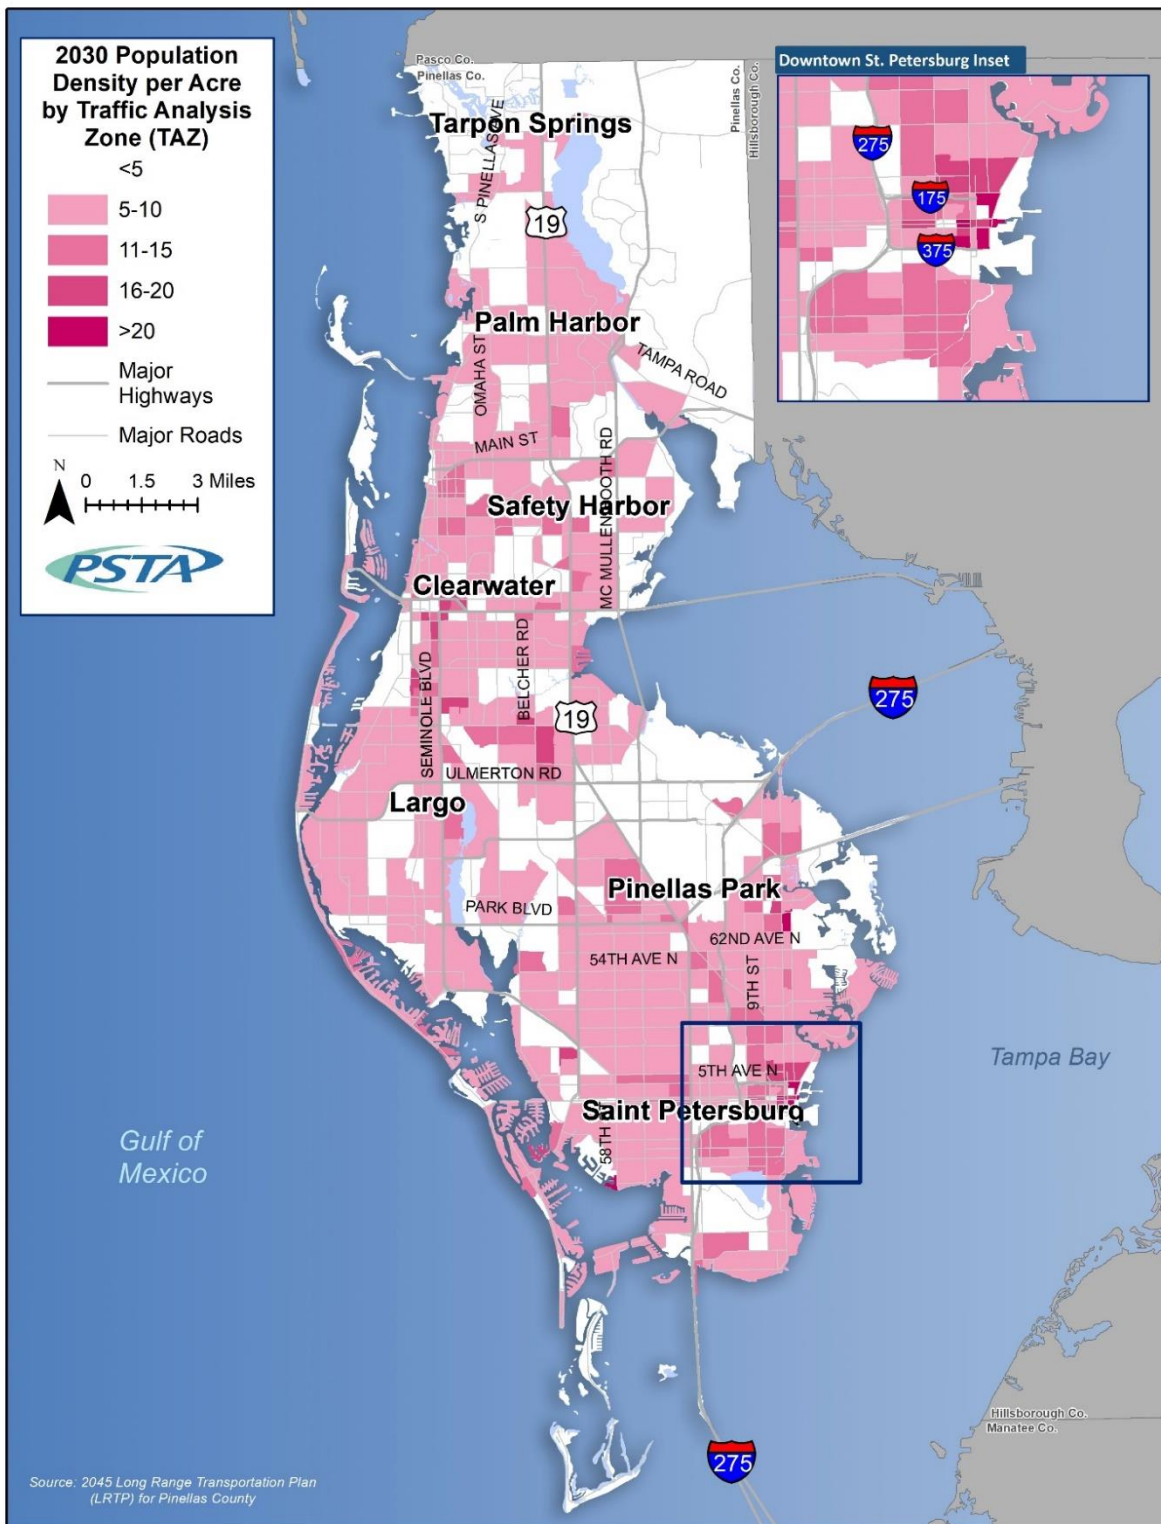 2030 Population
Density per Acre
by Traffic Analysis
Zone (TAZ)
<5
5-10
11-15
16-20
>20
Major
Highways
Major Roads
N
0 1.5 3 Miles
PSTA
Pasco Co.
Pinellas Co.
Pinellas Co.
Hillsborough Co.
Downtown St. Petersburg Inset
275
175
375
Tarpon Springs
S PINELLAS AVE
19
Palm Harbor
OMAHA ST
TAMPA ROAD
MAIN ST
MC MULLEN BOOTH RD
Safety Harbor
Clearwater
BELCHER RD
SEMINOLE BLVD
275
19
ULMERTON RD
Largo
Pinellas Park
PARK BLVD
62ND AVE N
54TH AVE N
9TH ST
5TH AVE N
Tampa Bay
Saint Petersburg
58TH
Gulf of
Mexico
Hillsborough Co.
Manatee Co.
275
Source: 2045 Long Range Transportation Plan
(LRTP) for Pinellas County